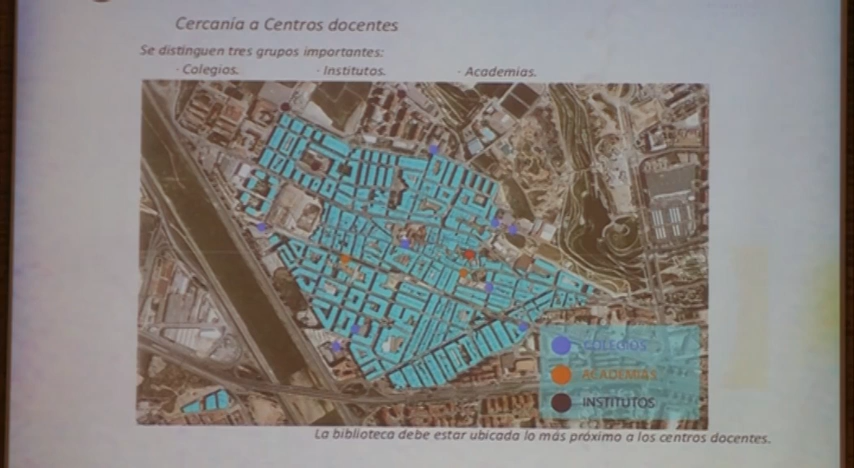 Cercanía a Centros docentes
Se distinguen tres grupos importantes:
· Colegios. · Institutos. · Academias.
COLEGIOS
ACADEMIAS
INSTITUTOS
La biblioteca debe estar ubicada lo más próximo a los centros docentes.